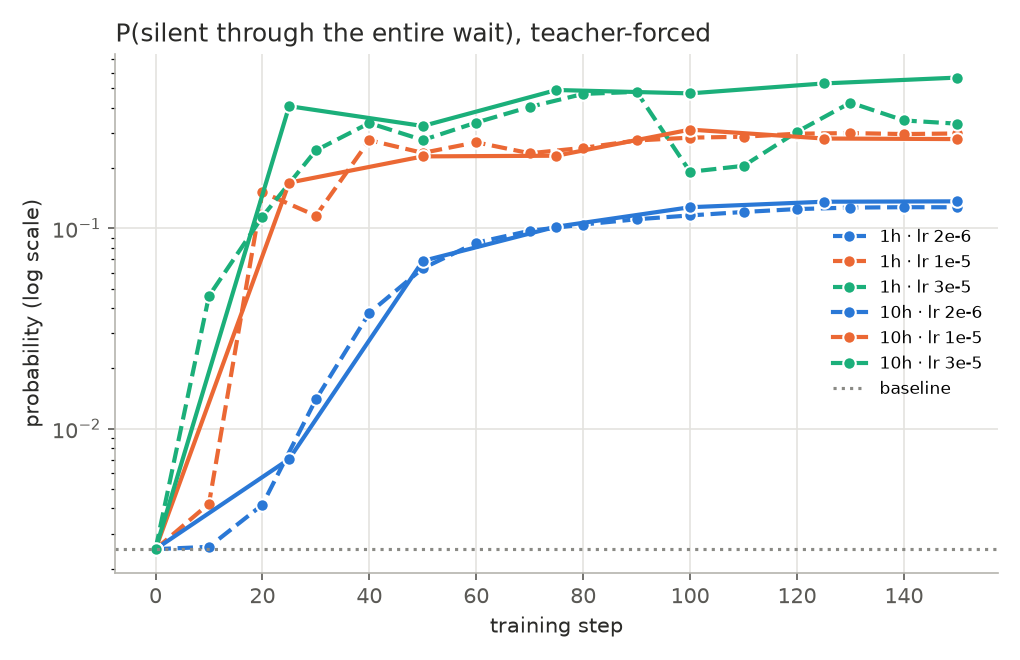 P(silent through the entire wait), teacher-forced
probability (log scale)
10⁻¹
10⁻²
1h · lr 2e-6
1h · lr 1e-5
1h · lr 3e-5
10h · lr 2e-6
10h · lr 1e-5
10h · lr 3e-5
baseline
0 20 40 60 80 100 120 140
training step